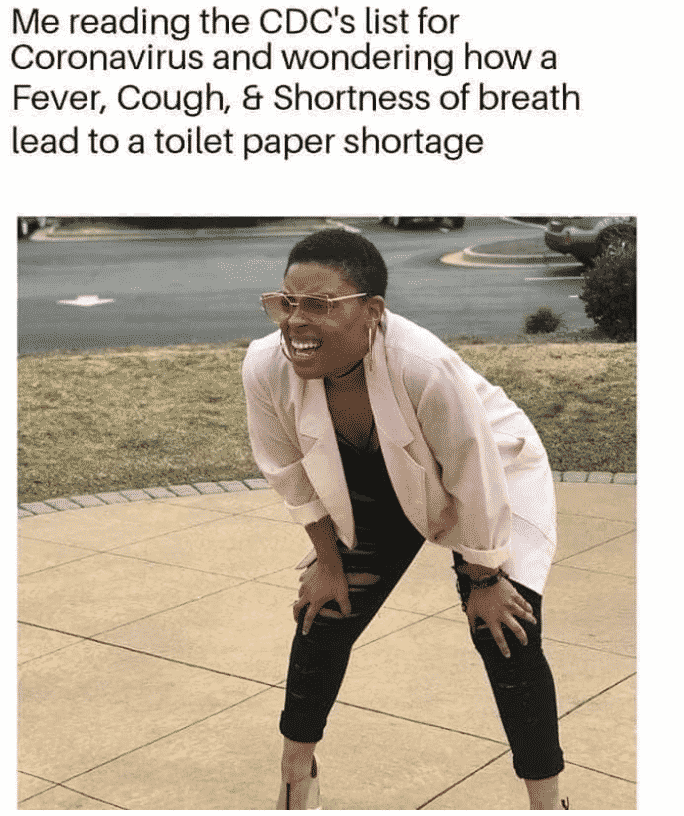 Me reading the CDC's list for
Coronavirus and wondering how a
Fever, Cough, & Shortness of breath
lead to a toilet paper shortage